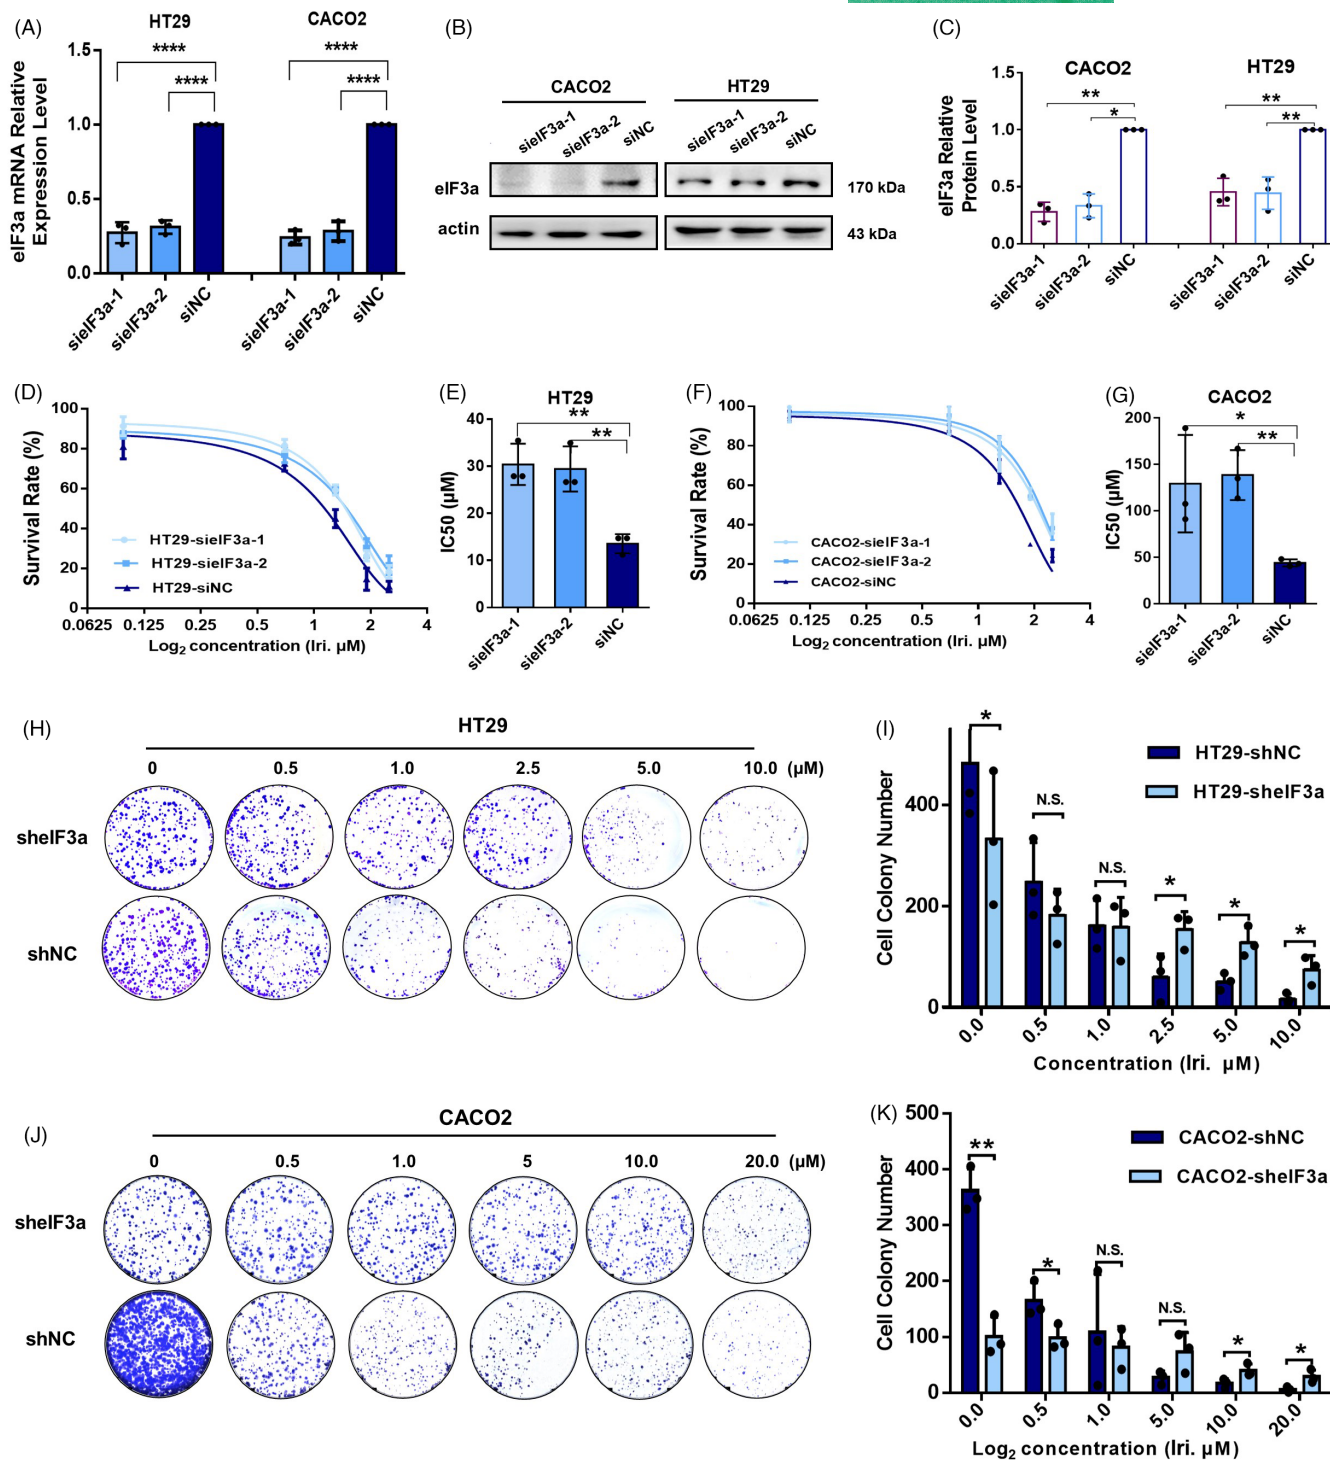 (A)
HT29
CACO2
****
****
****
****
eIF3a mRNA Relative
Expression Level
1.5
1.0
0.5
0.0
sieIF3a-1
sieIF3a-2
siNC
sieIF3a-1
sieIF3a-2
siNC
(B)
CACO2
HT29
sieIF3a-1
sieIF3a-2
siNC
sieIF3a-1
sieIF3a-2
siNC
eIF3a
170 kDa
actin
43 kDa
(C)
CACO2
HT29
**
*
**
**
eIF3a Relative
Protein Level
1.5
1.0
0.5
0.0
sieIF3a-1
sieIF3a-2
siNC
sieIF3a-1
sieIF3a-2
siNC
(D)
Survival Rate (%)
100
80
60
40
20
0
HT29-sieIF3a-1
HT29-sieIF3a-2
HT29-siNC
0.0625 0.125 0.25 0.5 1 2 4
Log2 concentration (Iri. μM)
(E)
HT29
**
**
IC50 (μM)
40
30
20
10
0
sieIF3a-1
sieIF3a-2
siNC
(F)
Survival Rate (%)
100
80
60
40
20
0
CACO2-sieIF3a-1
CACO2-sieIF3a-2
CACO2-siNC
0.0625 0.125 0.25 0.5 1 2 4
Log2 concentration (Iri. μM)
(G)
CACO2
*
**
IC50 (μM)
200
150
100
50
0
sieIF3a-1
sieIF3a-2
siNC
(H)
HT29
0 0.5 1.0 2.5 5.0 10.0 (μM)
sheIF3a
shNC
(I)
HT29-shNC
HT29-sheIF3a
*
N.S.
N.S.
*
*
*
Cell Colony Number
400
200
0
0.0 0.5 1.0 2.5 5.0 10.0
Concentration (Iri. μM)
(J)
CACO2
0 0.5 1.0 5 10.0 20.0 (μM)
sheIF3a
shNC
(K)
CACO2-shNC
CACO2-sheIF3a
**
*
N.S.
N.S.
*
*
Cell Colony Number
500
400
300
200
100
0
0.0 0.5 1.0 5.0 10.0 20.0
Log2 concentration (Iri. μM)